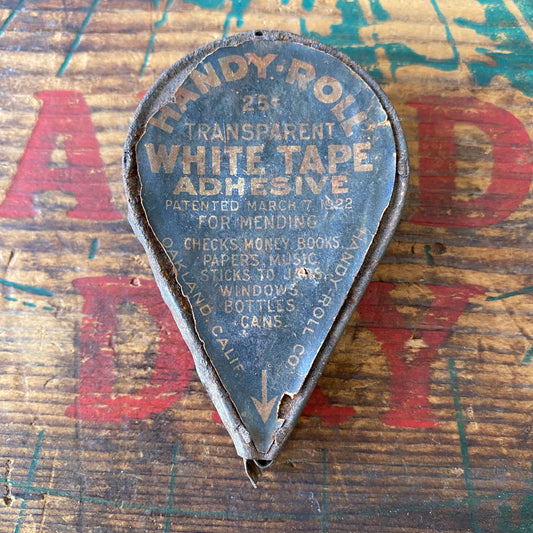 HANDY-ROLL
25¢
TRANSPARENT
WHITE TAPE
ADHESIVE
PATENTED MARCH 7, 1922
FOR MENDING
CHECKS, MONEY, BOOKS,
PAPERS, MUSIC,
STICKS TO JARS,
WINDOWS,
BOTTLES,
CANS.
HANDY-ROLL CO.
OAKLAND, CALIF.